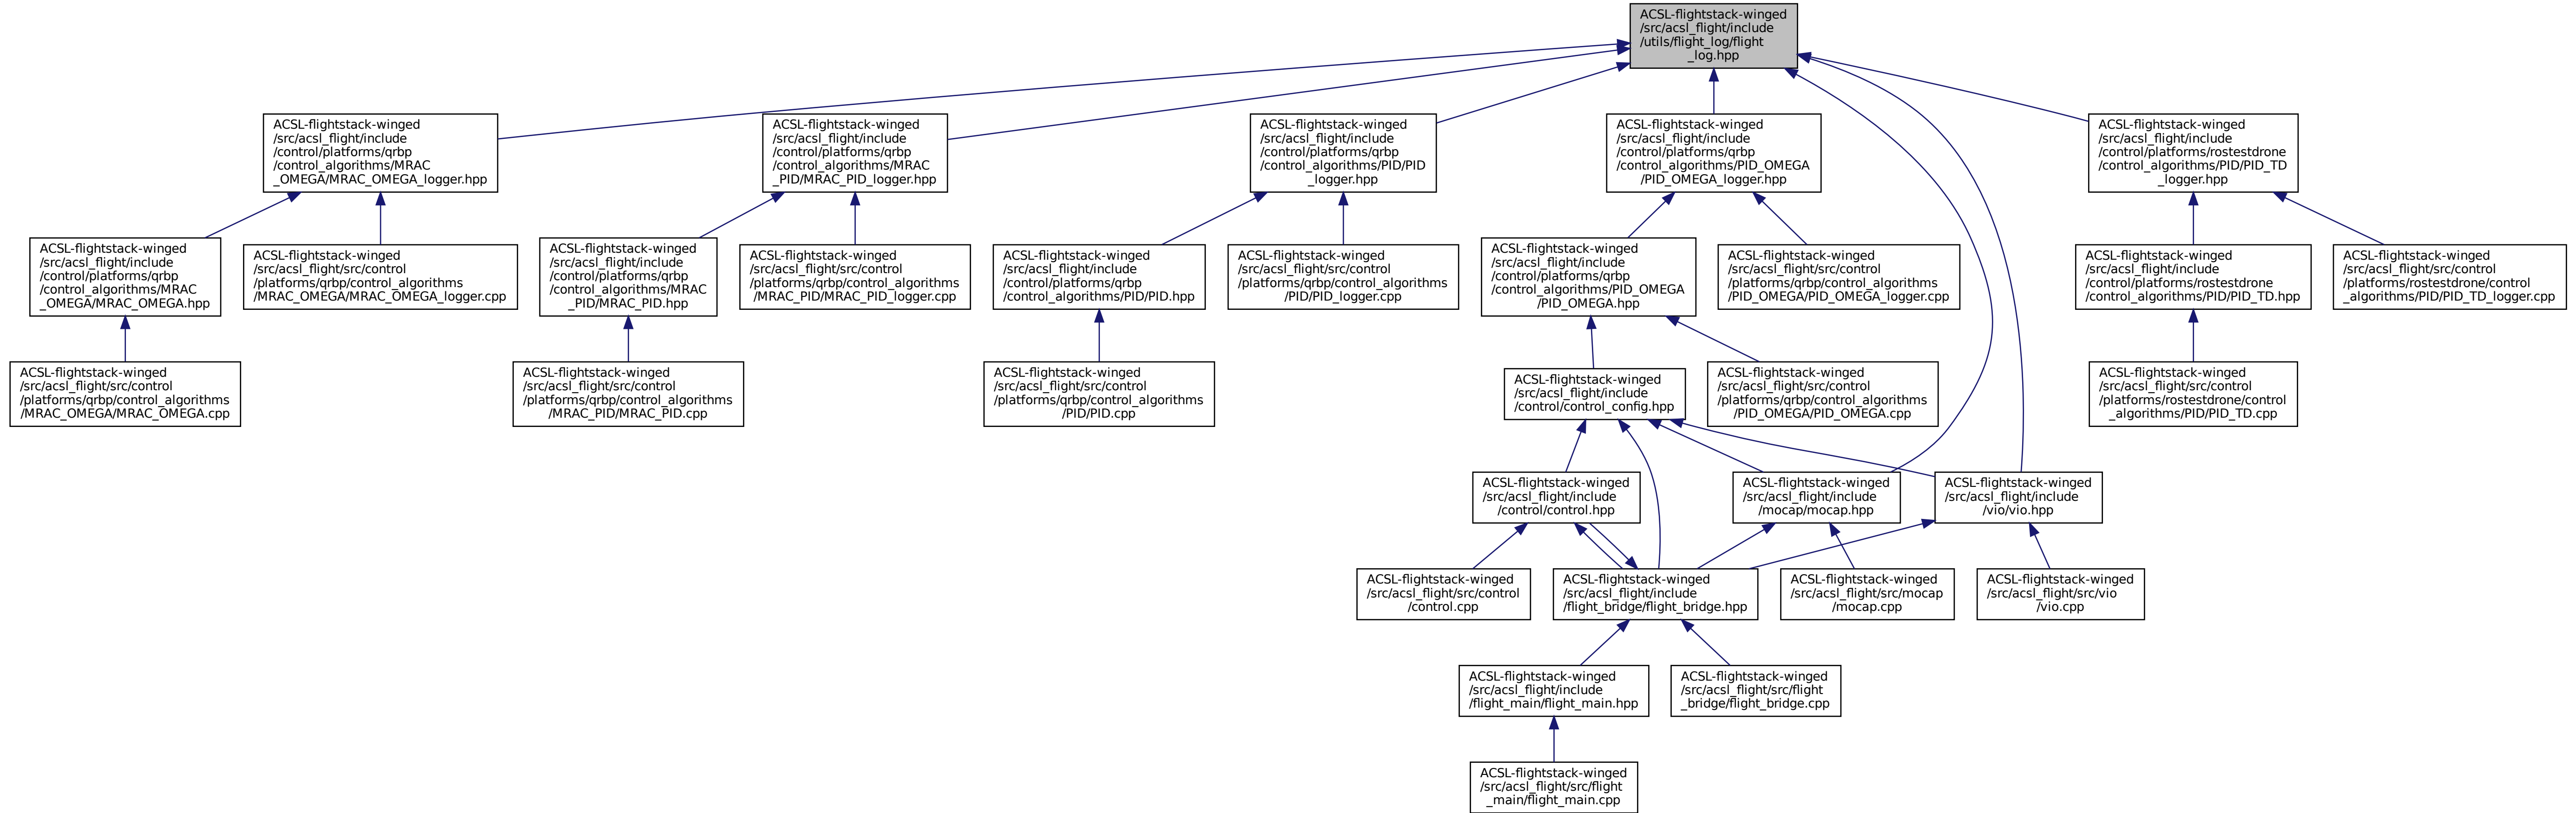 ACSL-flightstack-winged
/src/acsl_flight/include
/utils/flight_log/flight
_log.hpp
ACSL-flightstack-winged
/src/acsl_flight/include
/control/platforms/qrbp
/control_algorithms/MRAC
_OMEGA/MRAC_OMEGA_logger.hpp
ACSL-flightstack-winged
/src/acsl_flight/include
/control/platforms/qrbp
/control_algorithms/MRAC
_PID/MRAC_PID_logger.hpp
ACSL-flightstack-winged
/src/acsl_flight/include
/control/platforms/qrbp
/control_algorithms/PID/PID
_logger.hpp
ACSL-flightstack-winged
/src/acsl_flight/include
/control/platforms/qrbp
/control_algorithms/PID_OMEGA
/PID_OMEGA_logger.hpp
ACSL-flightstack-winged
/src/acsl_flight/include
/control/platforms/rostestdrone
/control_algorithms/PID/PID_TD
_logger.hpp
ACSL-flightstack-winged
/src/acsl_flight/include
/control/platforms/qrbp
/control_algorithms/MRAC
_OMEGA/MRAC_OMEGA.hpp
ACSL-flightstack-winged
/src/acsl_flight/src/control
/platforms/qrbp/control_algorithms
/MRAC_OMEGA/MRAC_OMEGA_logger.cpp
ACSL-flightstack-winged
/src/acsl_flight/include
/control/platforms/qrbp
/control_algorithms/MRAC
_PID/MRAC_PID.hpp
ACSL-flightstack-winged
/src/acsl_flight/src/control
/platforms/qrbp/control_algorithms
/MRAC_PID/MRAC_PID_logger.cpp
ACSL-flightstack-winged
/src/acsl_flight/include
/control/platforms/qrbp
/control_algorithms/PID/PID.hpp
ACSL-flightstack-winged
/src/acsl_flight/src/control
/platforms/qrbp/control_algorithms
/PID/PID_logger.cpp
ACSL-flightstack-winged
/src/acsl_flight/include
/control/platforms/qrbp
/control_algorithms/PID_OMEGA
/PID_OMEGA.hpp
ACSL-flightstack-winged
/src/acsl_flight/src/control
/platforms/qrbp/control_algorithms
/PID_OMEGA/PID_OMEGA_logger.cpp
ACSL-flightstack-winged
/src/acsl_flight/include
/control/platforms/rostestdrone
/control_algorithms/PID/PID_TD.hpp
ACSL-flightstack-winged
/src/acsl_flight/src/control
/platforms/rostestdrone/control
_algorithms/PID/PID_TD_logger.cpp
ACSL-flightstack-winged
/src/acsl_flight/src/control
/platforms/qrbp/control_algorithms
/MRAC_OMEGA/MRAC_OMEGA.cpp
ACSL-flightstack-winged
/src/acsl_flight/src/control
/platforms/qrbp/control_algorithms
/MRAC_PID/MRAC_PID.cpp
ACSL-flightstack-winged
/src/acsl_flight/src/control
/platforms/qrbp/control_algorithms
/PID/PID.cpp
ACSL-flightstack-winged
/src/acsl_flight/include
/control/control_config.hpp
ACSL-flightstack-winged
/src/acsl_flight/src/control
/platforms/qrbp/control_algorithms
/PID_OMEGA/PID_OMEGA.cpp
ACSL-flightstack-winged
/src/acsl_flight/src/control
/platforms/rostestdrone/control
_algorithms/PID/PID_TD.cpp
ACSL-flightstack-winged
/src/acsl_flight/include
/control/control.hpp
ACSL-flightstack-winged
/src/acsl_flight/include
/mocap/mocap.hpp
ACSL-flightstack-winged
/src/acsl_flight/include
/vio/vio.hpp
ACSL-flightstack-winged
/src/acsl_flight/src/control
/control.cpp
ACSL-flightstack-winged
/src/acsl_flight/include
/flight_bridge/flight_bridge.hpp
ACSL-flightstack-winged
/src/acsl_flight/src/mocap
/mocap.cpp
ACSL-flightstack-winged
/src/acsl_flight/src/vio
/vio.cpp
ACSL-flightstack-winged
/src/acsl_flight/include
/flight_main/flight_main.hpp
ACSL-flightstack-winged
/src/acsl_flight/src/flight
_bridge/flight_bridge.cpp
ACSL-flightstack-winged
/src/acsl_flight/src/flight
_main/flight_main.cpp